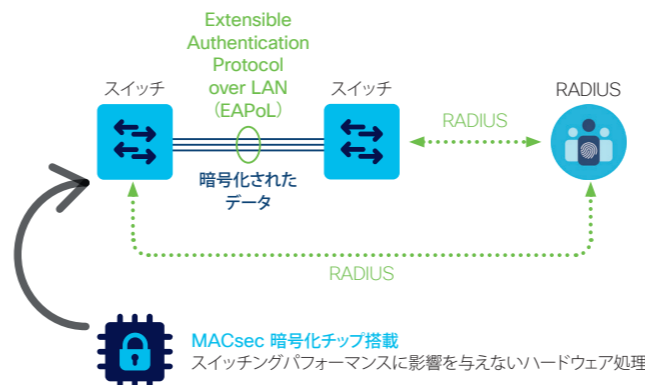 Extensible
Authentication
Protocol
over LAN
（EAPoL）
スイッチ
スイッチ
RADIUS
RADIUS
暗号化された
データ
RADIUS
MACsec 暗号化チップ搭載
スイッチングパフォーマンスに影響を与えないハードウェア処理